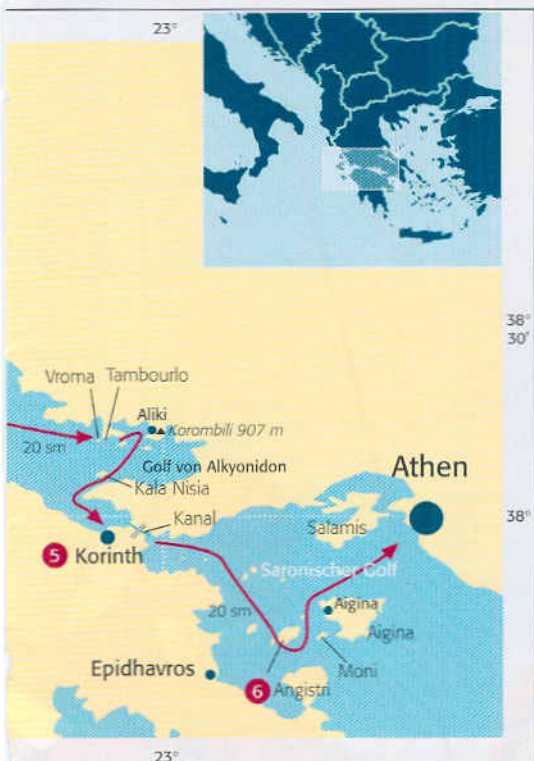 23°
38°
30'
Vroma Tambourlo
Aliki
Korombili 907 m
20 sm
Golf von Alkyonidon
Kala Nisia
Athen
Kanal
38°
Salamis
5 Korinth
Saronischer Golf
20 sm
Aigina
Aigina
Epidhavros
Moni
6 Angistri
23°